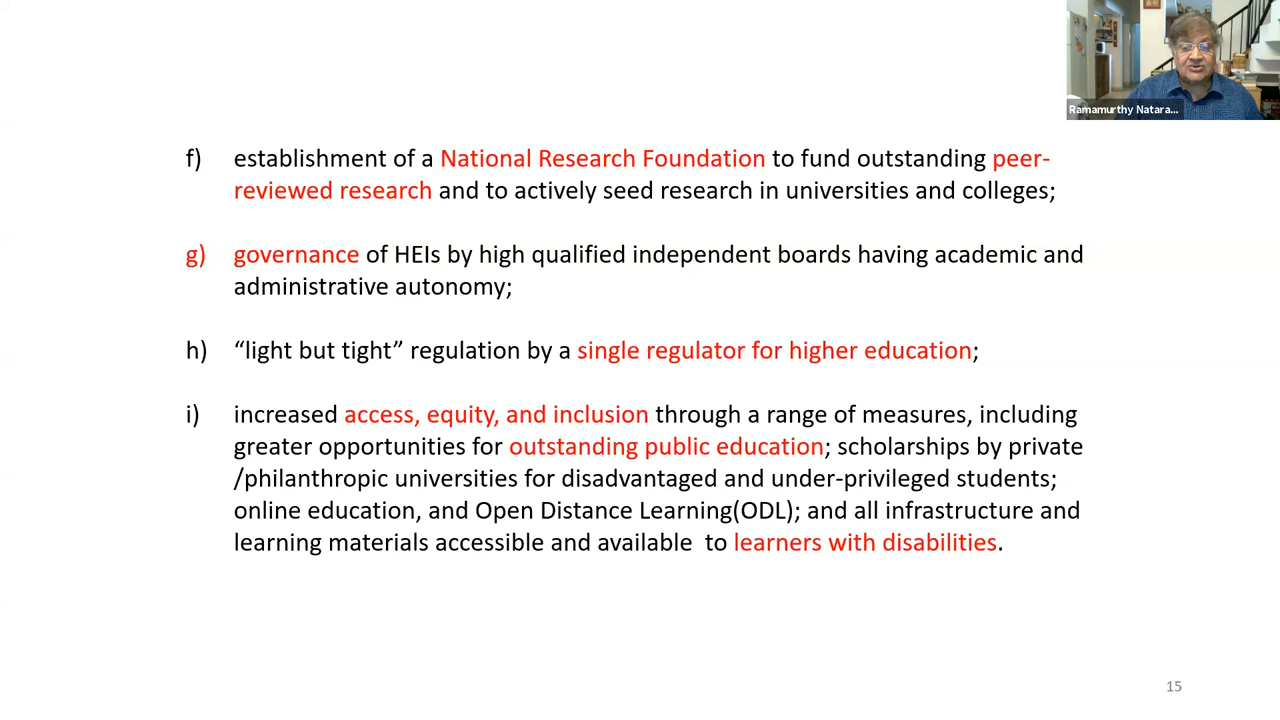 Ramamurthy Natara...
f) establishment of a National Research Foundation to fund outstanding peer-
reviewed research and to actively seed research in universities and colleges;
g) governance of HEIs by high qualified independent boards having academic and
administrative autonomy;
h) “light but tight” regulation by a single regulator for higher education;
i) increased access, equity, and inclusion through a range of measures, including
greater opportunities for outstanding public education; scholarships by private
/philanthropic universities for disadvantaged and under-privileged students;
online education, and Open Distance Learning(ODL); and all infrastructure and
learning materials accessible and available  to learners with disabilities.
15